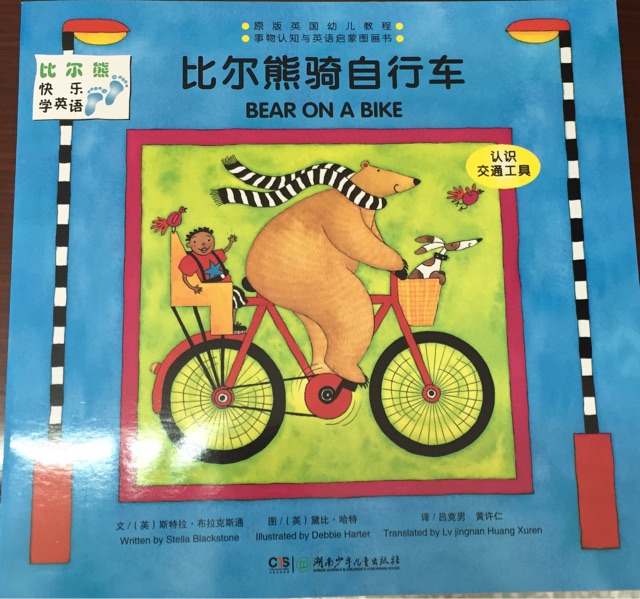 原版英国幼儿教程
事物认知与英语启蒙图画书
比尔熊
快乐
学英语
比尔熊骑自行车
BEAR ON A BIKE
认识
交通工具
文/(英)斯特拉·布拉克斯通 图/(英)黛比·哈特 译/吕竞男 黄许仁
Written by Stella Blackstone Illustrated by Debbie Harter Translated by Lv jingnan Huang Xuren
湖南少年儿童出版社